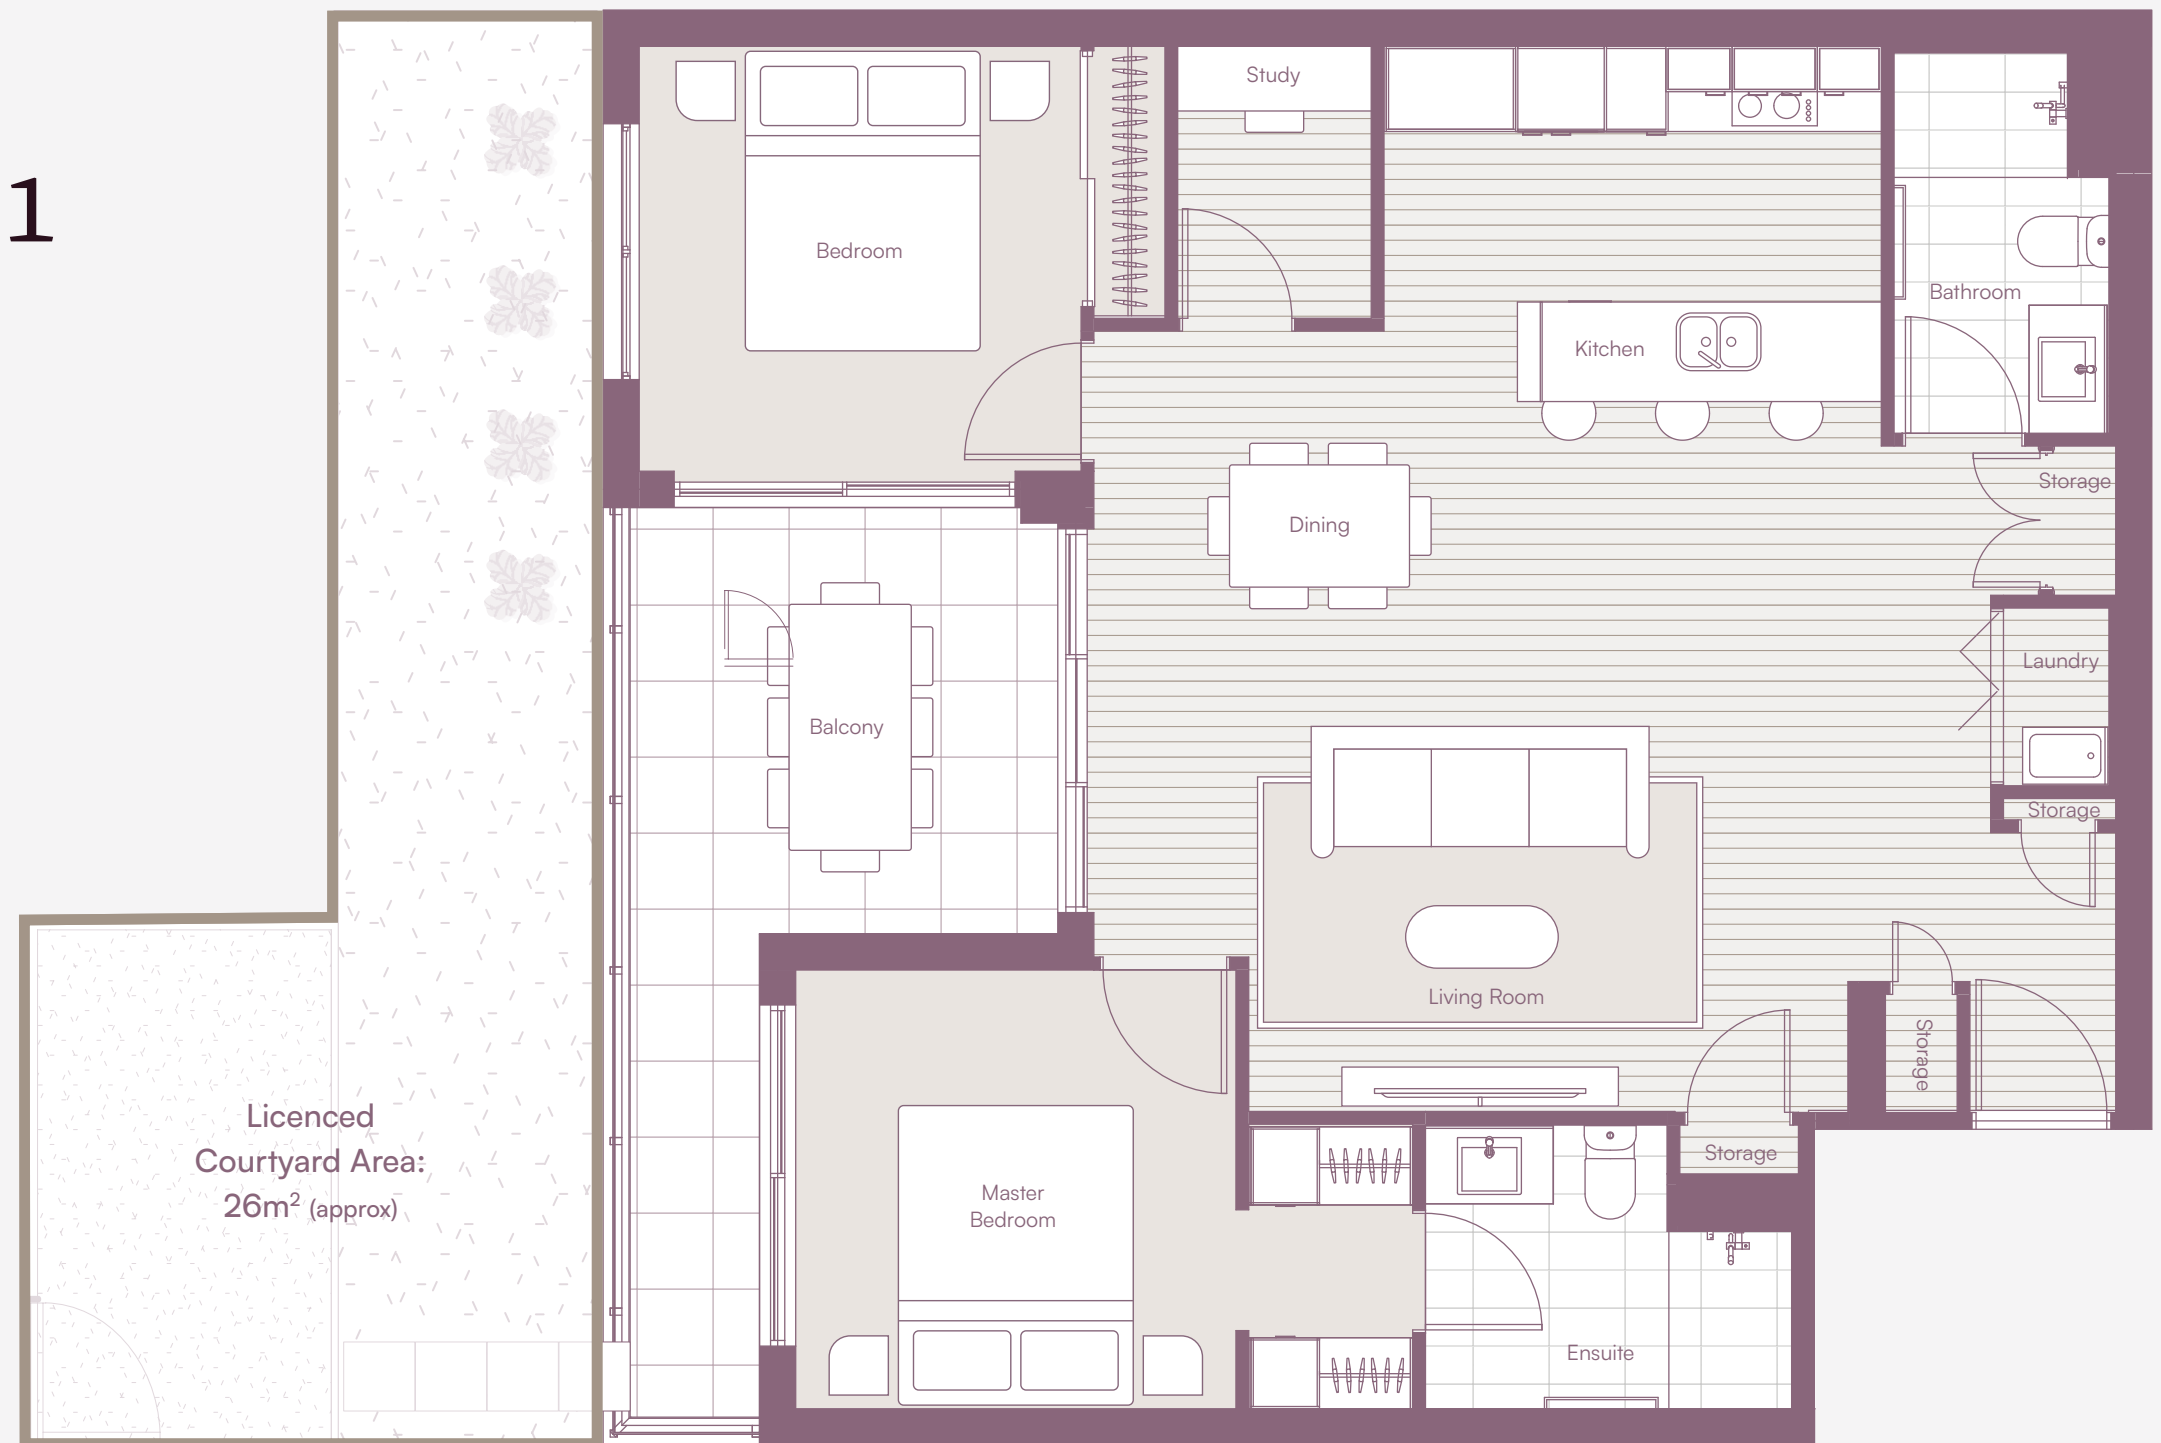 1
Study
Bedroom
Bathroom
Kitchen
Storage
Dining
Laundry
Balcony
Storage
Living Room
Storage
Licenced
Courtyard Area:
26m² (approx)
Storage
Master
Bedroom
Ensuite